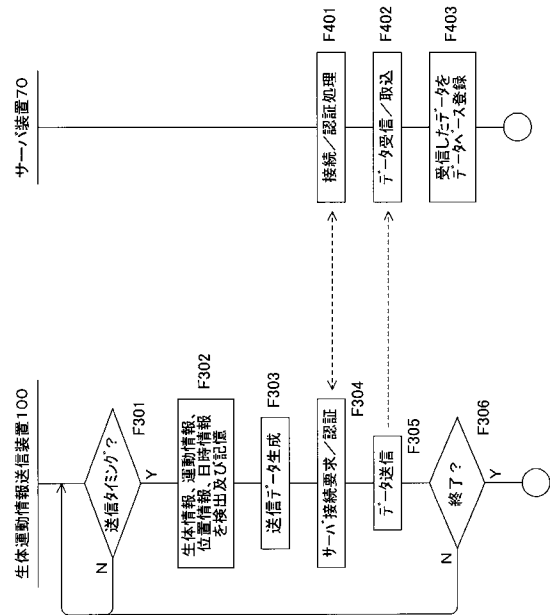 生体運動情報送信装置100
送信タイミング？
F301
N
Y
生体情報、運動情報、
位置情報、日時情報
を検出及び記憶
F302
送信データ生成
F303
サーバ接続要求／認証
F304
データ送信
F305
終了？
F306
N
Y
サーバ装置70
接続／認証処理
F401
データ受信／取込
F402
受信したデータを
データベース登録
F403